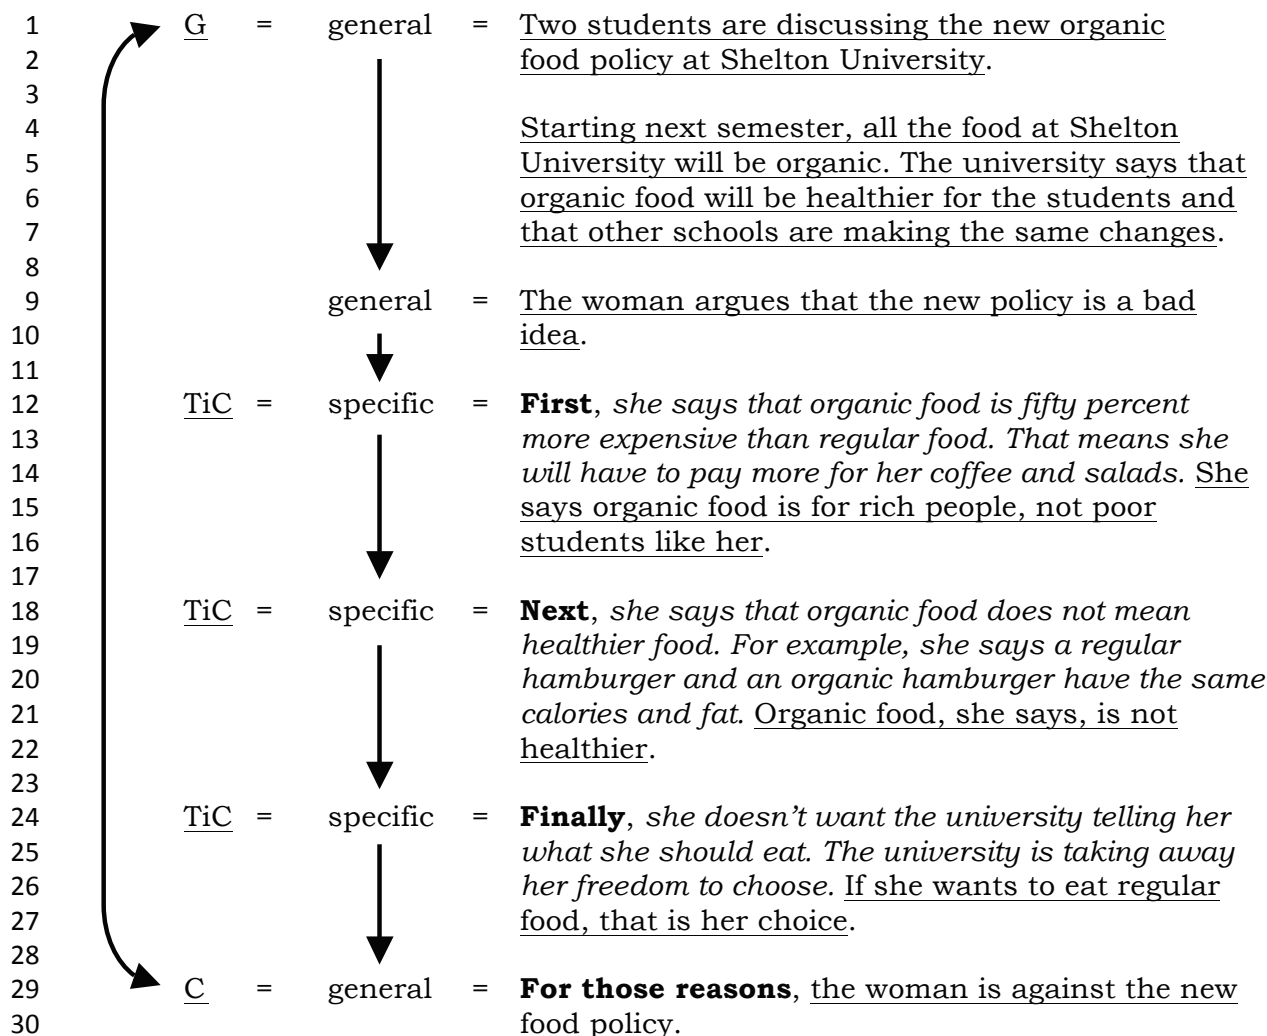 1 G = general = Two students are discussing the new organic
2 food policy at Shelton University.
3
4 Starting next semester, all the food at Shelton
5 University will be organic. The university says that
6 organic food will be healthier for the students and
7 that other schools are making the same changes.
8
9 general = The woman argues that the new policy is a bad
10 idea.
11
12 TiC = specific = First, she says that organic food is fifty percent
13 more expensive than regular food. That means she
14 will have to pay more for her coffee and salads. She
15 says organic food is for rich people, not poor
16 students like her.
17
18 TiC = specific = Next, she says that organic food does not mean
19 healthier food. For example, she says a regular
20 hamburger and an organic hamburger have the same
21 calories and fat. Organic food, she says, is not
22 healthier.
23
24 TiC = specific = Finally, she doesn’t want the university telling her
25 what she should eat. The university is taking away
26 her freedom to choose. If she wants to eat regular
27 food, that is her choice.
28
29 C = general = For those reasons, the woman is against the new
30 food policy.